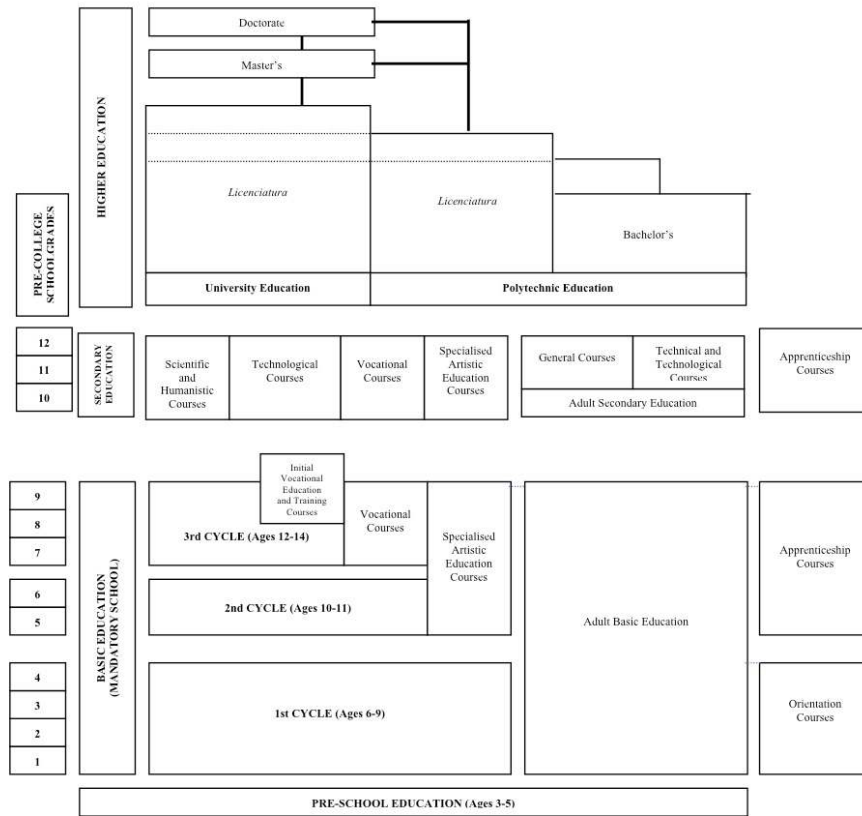 Doctorate
Master's
HIGHER EDUCATION
Licenciatura
Licenciatura
Bachelor's
PRE-COLLEGE
SCHOOLGRADES
University Education
Polytechnic Education
12
11
10
SECONDARY
EDUCATION
Scientific
and
Humanistic
Courses
Technological
Courses
Vocational
Courses
Specialised
Artistic
Education
Courses
General Courses
Technical and
Technological
Courses
Adult Secondary Education
Apprenticeship
Courses
9
8
7
6
5
4
3
2
1
BASIC EDUCATION
(MANDATORY SCHOOL)
Initial
Vocational
Education
and Training
Courses
3rd CYCLE (Ages 12-14)
Vocational
Courses
Specialised
Artistic
Education
Courses
2nd CYCLE (Ages 10-11)
1st CYCLE (Ages 6-9)
Adult Basic Education
Apprenticeship
Courses
Orientation
Courses
PRE-SCHOOL EDUCATION (Ages 3-5)